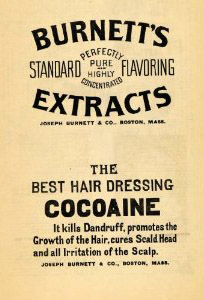 BURNETT'S
PERFECTLY
STANDARD PURE FLAVORING
AND
HIGHLY
CONCENTRATED
EXTRACTS
JOSEPH BURNETT & CO., BOSTON, MASS.
THE
BEST HAIR DRESSING
COCOAINE
It kills Dandruff, promotes the
Growth of the Hair, cures Scald Head
and all Irritation of the Scalp.
JOSEPH BURNETT & CO., BOSTON, MASS.